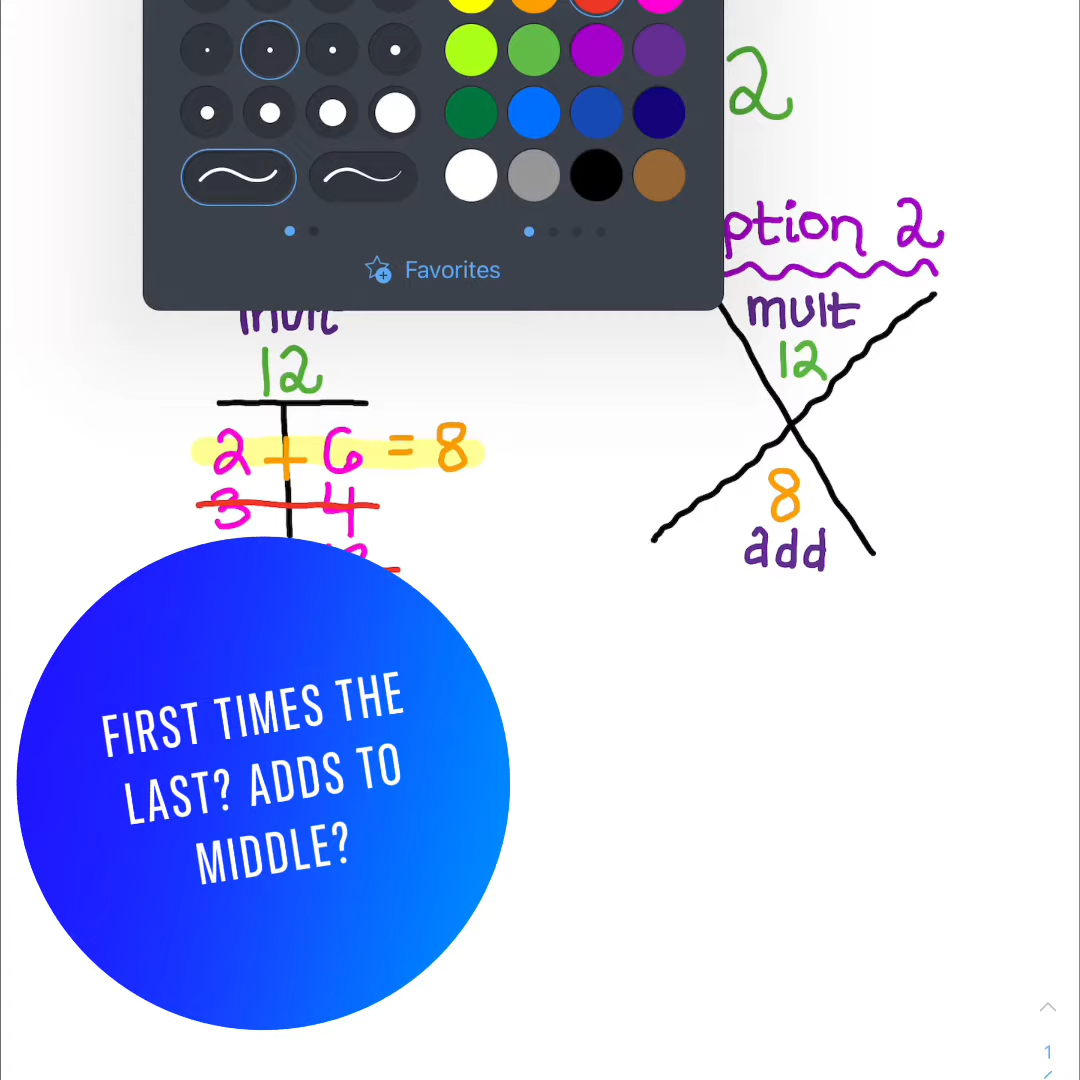 2
ption 2
mult
mult
12
12
2 + 6 = 8
3 4
8
add
FIRST TIMES THE
LAST? ADDS TO
MIDDLE?
Favorites
1